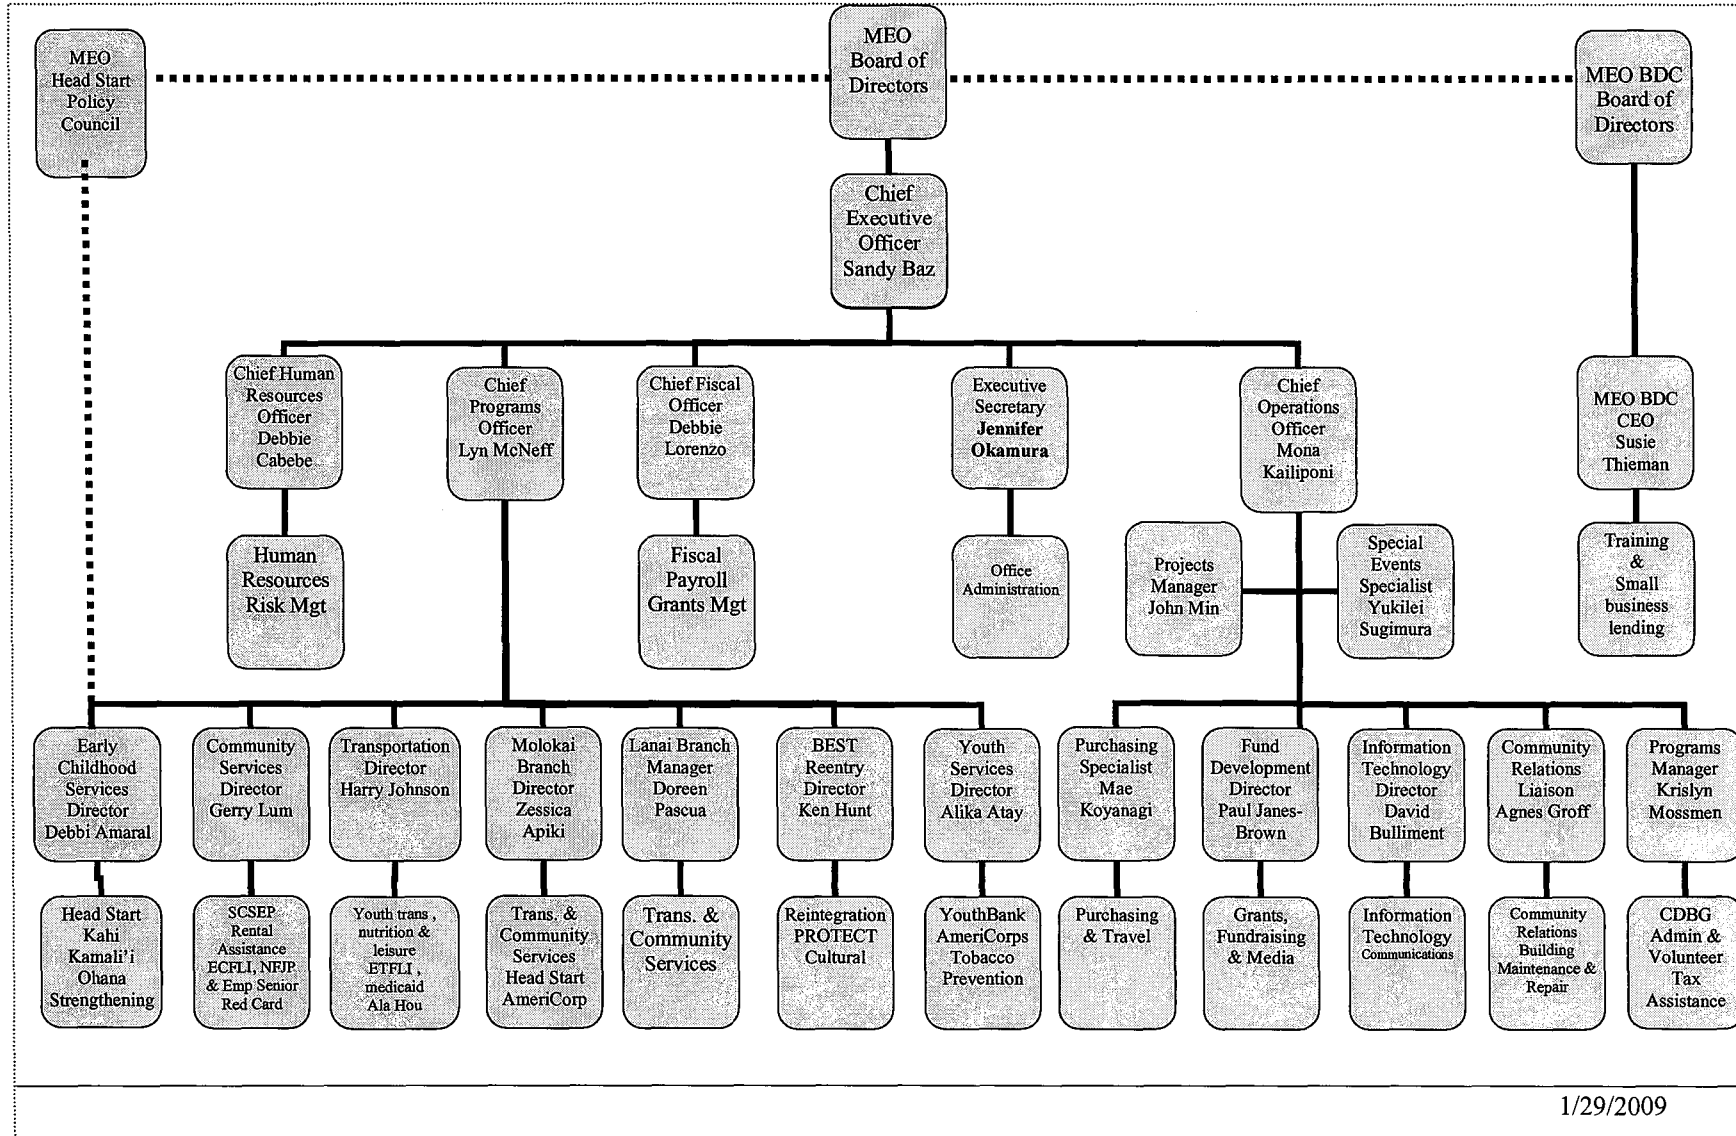 MEO
Head Start
Policy
Council
MEO
Board of
Directors
MEO BDC
Board of
Directors
Chief
Executive
Officer
Sandy Baz
Chief Human
Resources
Officer
Debbie
Cabebe
Chief
Programs
Officer
Lyn McNeff
Chief Fiscal
Officer
Debbie
Lorenzo
Executive
Secretary
Jennifer
Okamura
Chief
Operations
Officer
Mona
Kailiponi
MEO BDC
CEO
Susie
Thieman
Human
Resources
Risk Mgt
Fiscal
Payroll
Grants Mgt
Office
Administration
Projects
Manager
John Min
Special
Events
Specialist
Yukilei
Sugimura
Training
&
Small
business
lending
Early
Childhood
Services
Director
Debbi Amaral
Community
Services
Director
Gerry Lum
Transportation
Director
Harry Johnson
Molokai
Branch
Director
Zessica
Apiki
Lanai Branch
Manager
Doreen
Pascua
BEST
Reentry
Director
Ken Hunt
Youth
Services
Director
Alika Atay
Purchasing
Specialist
Mae
Koyanagi
Fund
Development
Director
Paul Janes-
Brown
Information
Technology
Director
David
Bulliment
Community
Relations
Liaison
Agnes Groff
Programs
Manager
Krislyn
Mossmen
Head Start
Kahi
Kamali'i
Ohana
Strengthening
SCSEP
Rental
Assistance
ECFLI, NFJP.
& Emp Senior
Red Card
Youth trans ,
nutrition &
leisure
ETFLI ,
medicaid
Ala Hou
Trans. &
Community
Services
Head Start
AmeriCorp
Trans. &
Community
Services
Reintegration
PROTECT
Cultural
YouthBank
AmeriCorps
Tobacco
Prevention
Purchasing
& Travel
Grants,
Fundraising
& Media
Information
Technology
Communications
Community
Relations
Building
Maintenance &
Repair
CDBG
Admin &
Volunteer
Tax
Assistance
1/29/2009